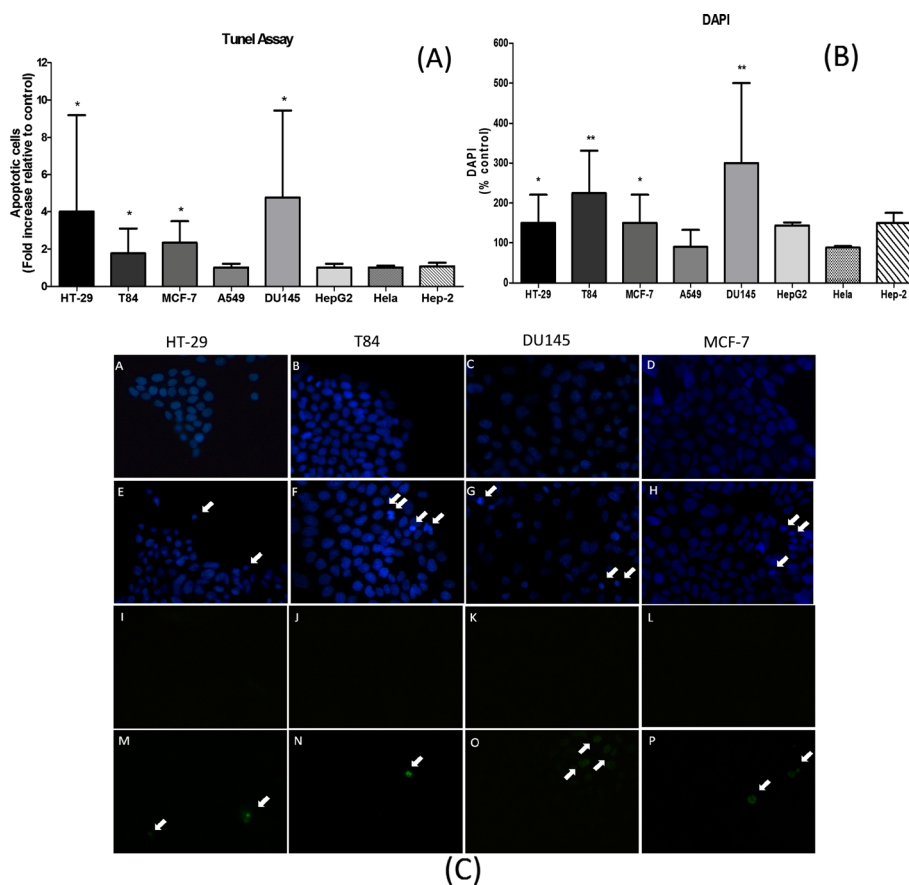 Tunel Assay
(A)
Apoptotic cells
(Fold increase relative to control)
12
10
8
6
4
2
0
*
*
*
*
HT-29 T84 MCF-7 A549 DU145 HepG2 Hela Hep-2
DAPI
(B)
DAPI
(% control)
600
500
400
300
200
100
0
*
**
*
**
HT-29 T84 MCF-7 A549 DU145 HepG2 Hela Hep-2
HT-29 T84 DU145 MCF-7
A B C D
E F G H
I J K L
M N O P
(C)